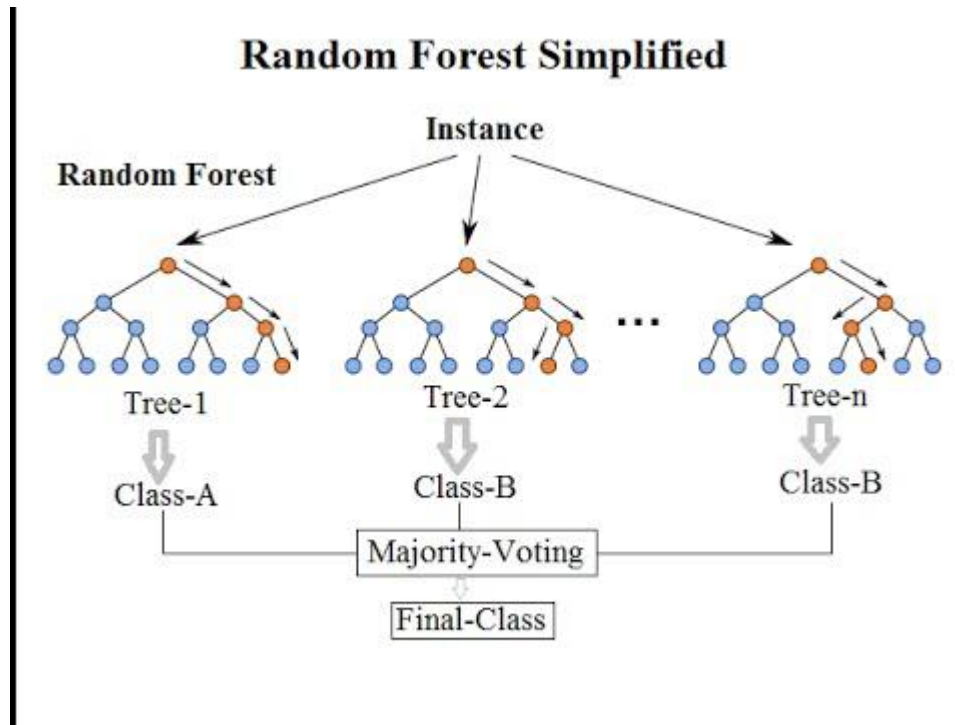 Random Forest Simplified
Instance
Random Forest
...
Tree-1
Tree-2
Tree-n
Class-A
Class-B
Class-B
Majority-Voting
Final-Class